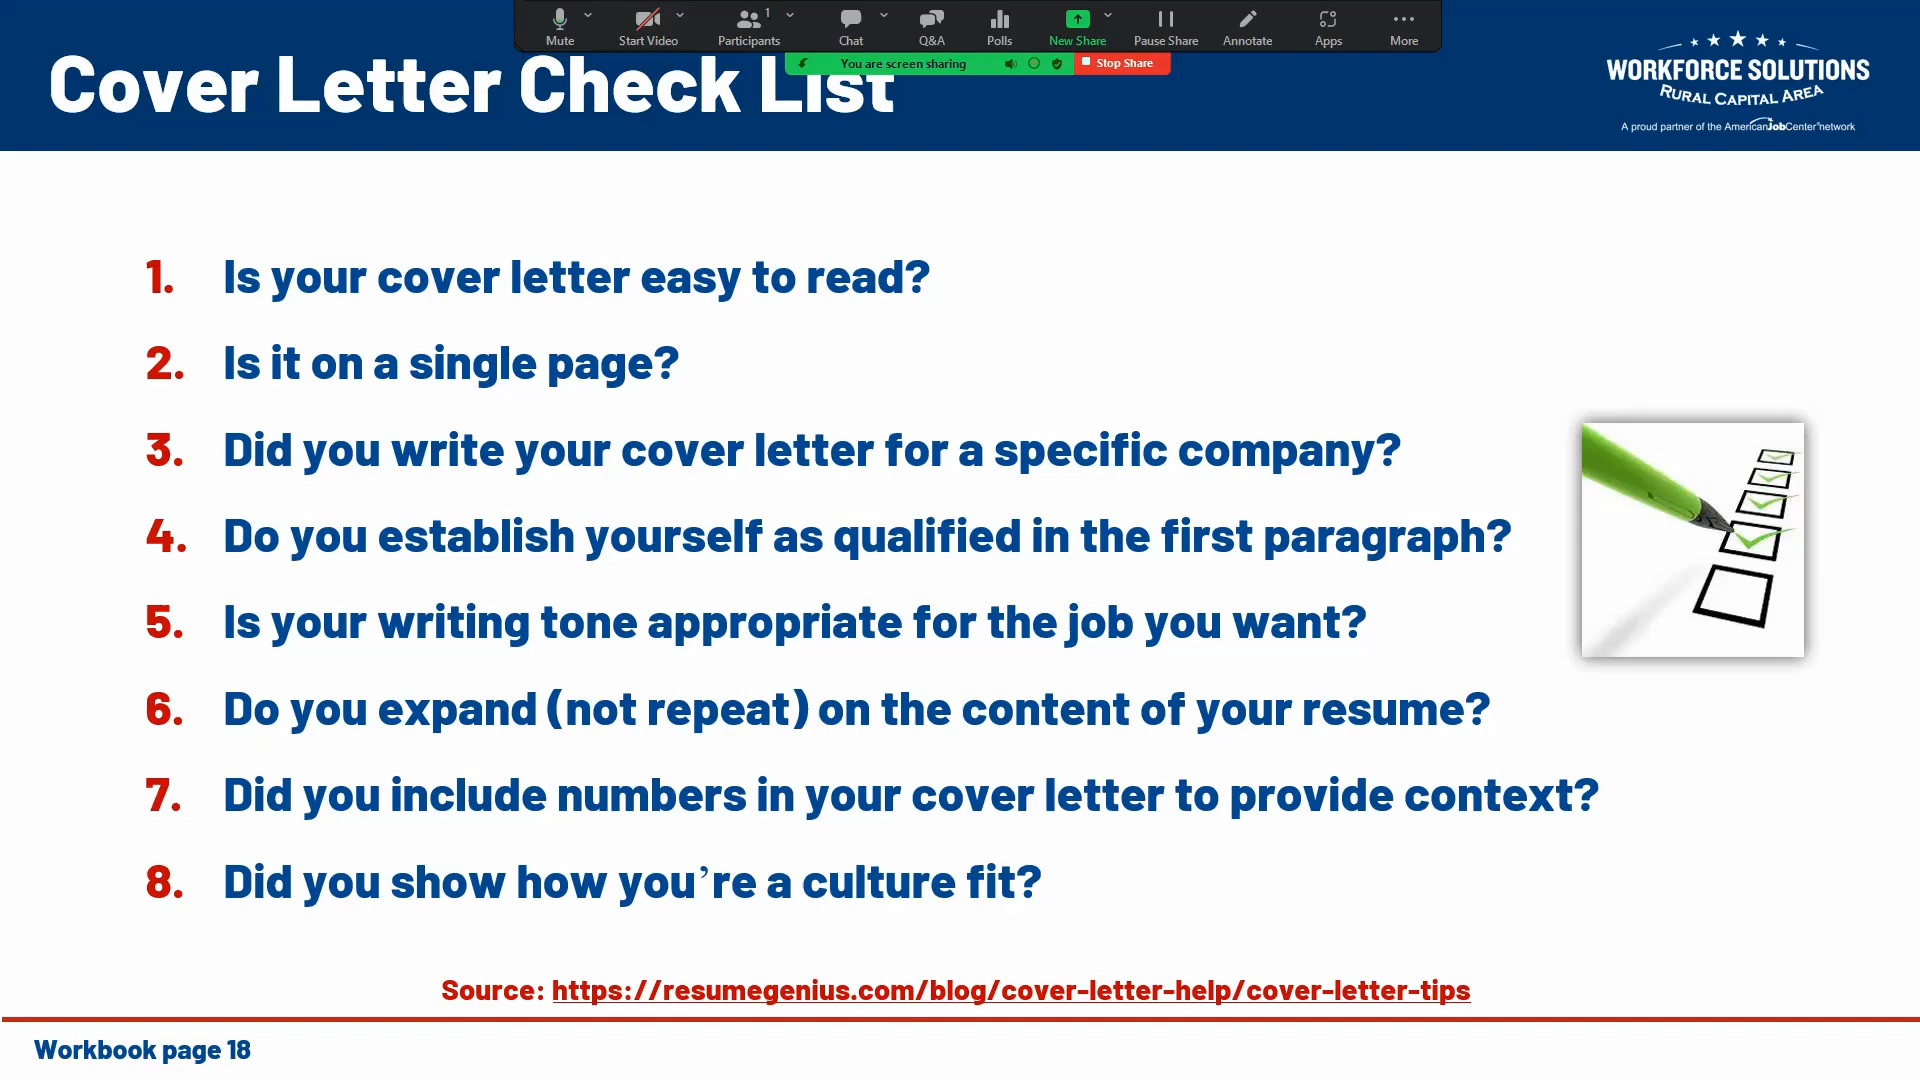 Mute
Start Video
Participants
1
Chat
Q&A
Polls
New Share
Pause Share
Annotate
Apps
More
You are screen sharing
Stop Share
Cover Letter Check List
WORKFORCE SOLUTIONS
RURAL CAPITAL AREA
A proud partner of the AmericanJobCenter®network
1. Is your cover letter easy to read?
2. Is it on a single page?
3. Did you write your cover letter for a specific company?
4. Do you establish yourself as qualified in the first paragraph?
5. Is your writing tone appropriate for the job you want?
6. Do you expand (not repeat) on the content of your resume?
7. Did you include numbers in your cover letter to provide context?
8. Did you show how you’re a culture fit?
Source: https://resumegenius.com/blog/cover-letter-help/cover-letter-tips
Workbook page 18